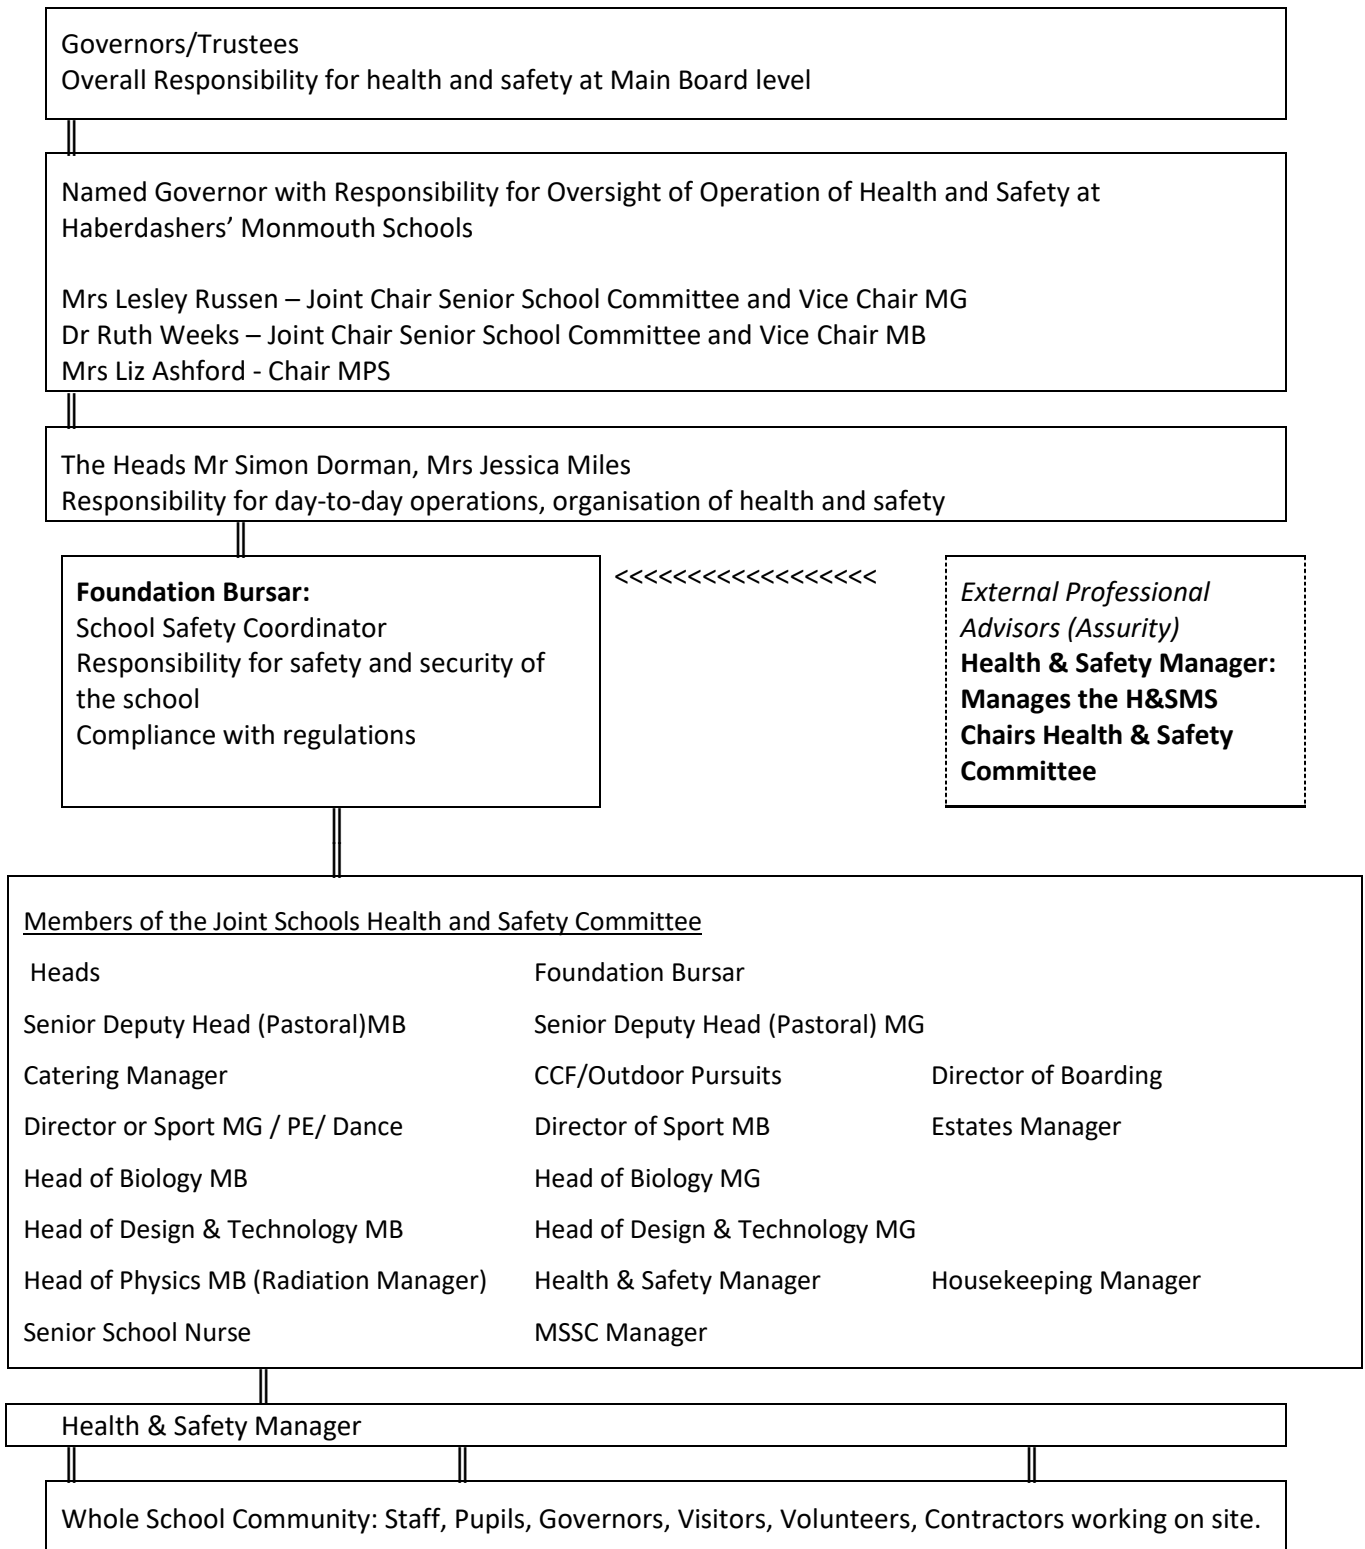 Governors/Trustees
Overall Responsibility for health and safety at Main Board level
Named Governor with Responsibility for Oversight of Operation of Health and Safety at
Haberdashers’ Monmouth Schools
Mrs Lesley Russen – Joint Chair Senior School Committee and Vice Chair MG
Dr Ruth Weeks – Joint Chair Senior School Committee and Vice Chair MB
Mrs Liz Ashford - Chair MPS
The Heads Mr Simon Dorman, Mrs Jessica Miles
Responsibility for day-to-day operations, organisation of health and safety
Foundation Bursar:
School Safety Coordinator
Responsibility for safety and security of
the school
Compliance with regulations
<<<<<<<<<<<<<<<<<<
External Professional
Advisors (Assurity)
Health & Safety Manager:
Manages the H&SMS
Chairs Health & Safety
Committee
Members of the Joint Schools Health and Safety Committee
Heads Foundation Bursar
Senior Deputy Head (Pastoral)MB Senior Deputy Head (Pastoral) MG
Catering Manager CCF/Outdoor Pursuits Director of Boarding
Director or Sport MG / PE/ Dance Director of Sport MB Estates Manager
Head of Biology MB Head of Biology MG
Head of Design & Technology MB Head of Design & Technology MG
Head of Physics MB (Radiation Manager) Health & Safety Manager Housekeeping Manager
Senior School Nurse MSSC Manager
Health & Safety Manager
Whole School Community: Staff, Pupils, Governors, Visitors, Volunteers, Contractors working on site.